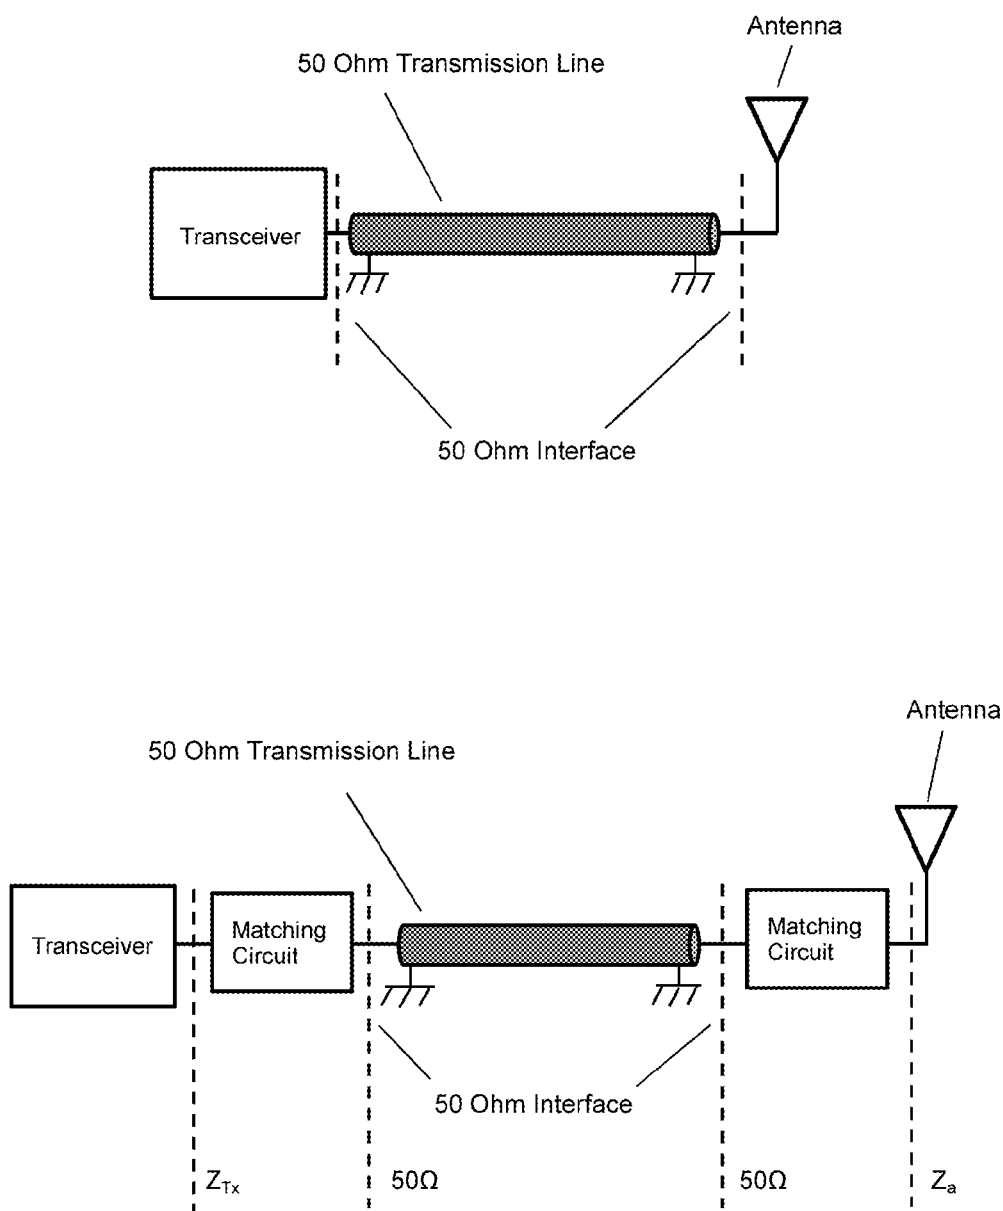 Antenna
50 Ohm Transmission Line
Transceiver
50 Ohm Interface
Antenna
50 Ohm Transmission Line
Transceiver
Matching
Circuit
Matching
Circuit
50 Ohm Interface
Z_Tx
50Ω
50Ω
Z_a